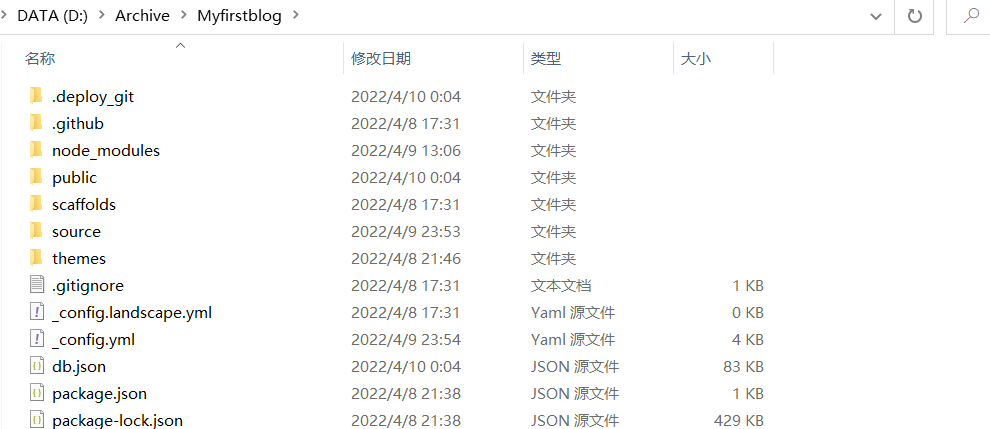 DATA (D:) Archive Myfirstblog
名称 修改日期 类型 大小
.deploy_git 2022/4/10 0:04 文件夹
.github 2022/4/8 17:31 文件夹
node_modules 2022/4/9 13:06 文件夹
public 2022/4/10 0:04 文件夹
scaffolds 2022/4/8 17:31 文件夹
source 2022/4/9 23:53 文件夹
themes 2022/4/8 21:46 文件夹
.gitignore 2022/4/8 17:31 文本文档 1 KB
_config.landscape.yml 2022/4/8 17:31 Yaml 源文件 0 KB
_config.yml 2022/4/9 23:54 Yaml 源文件 4 KB
db.json 2022/4/10 0:04 JSON 源文件 83 KB
package.json 2022/4/8 21:38 JSON 源文件 1 KB
package-lock.json 2022/4/8 21:38 JSON 源文件 429 KB